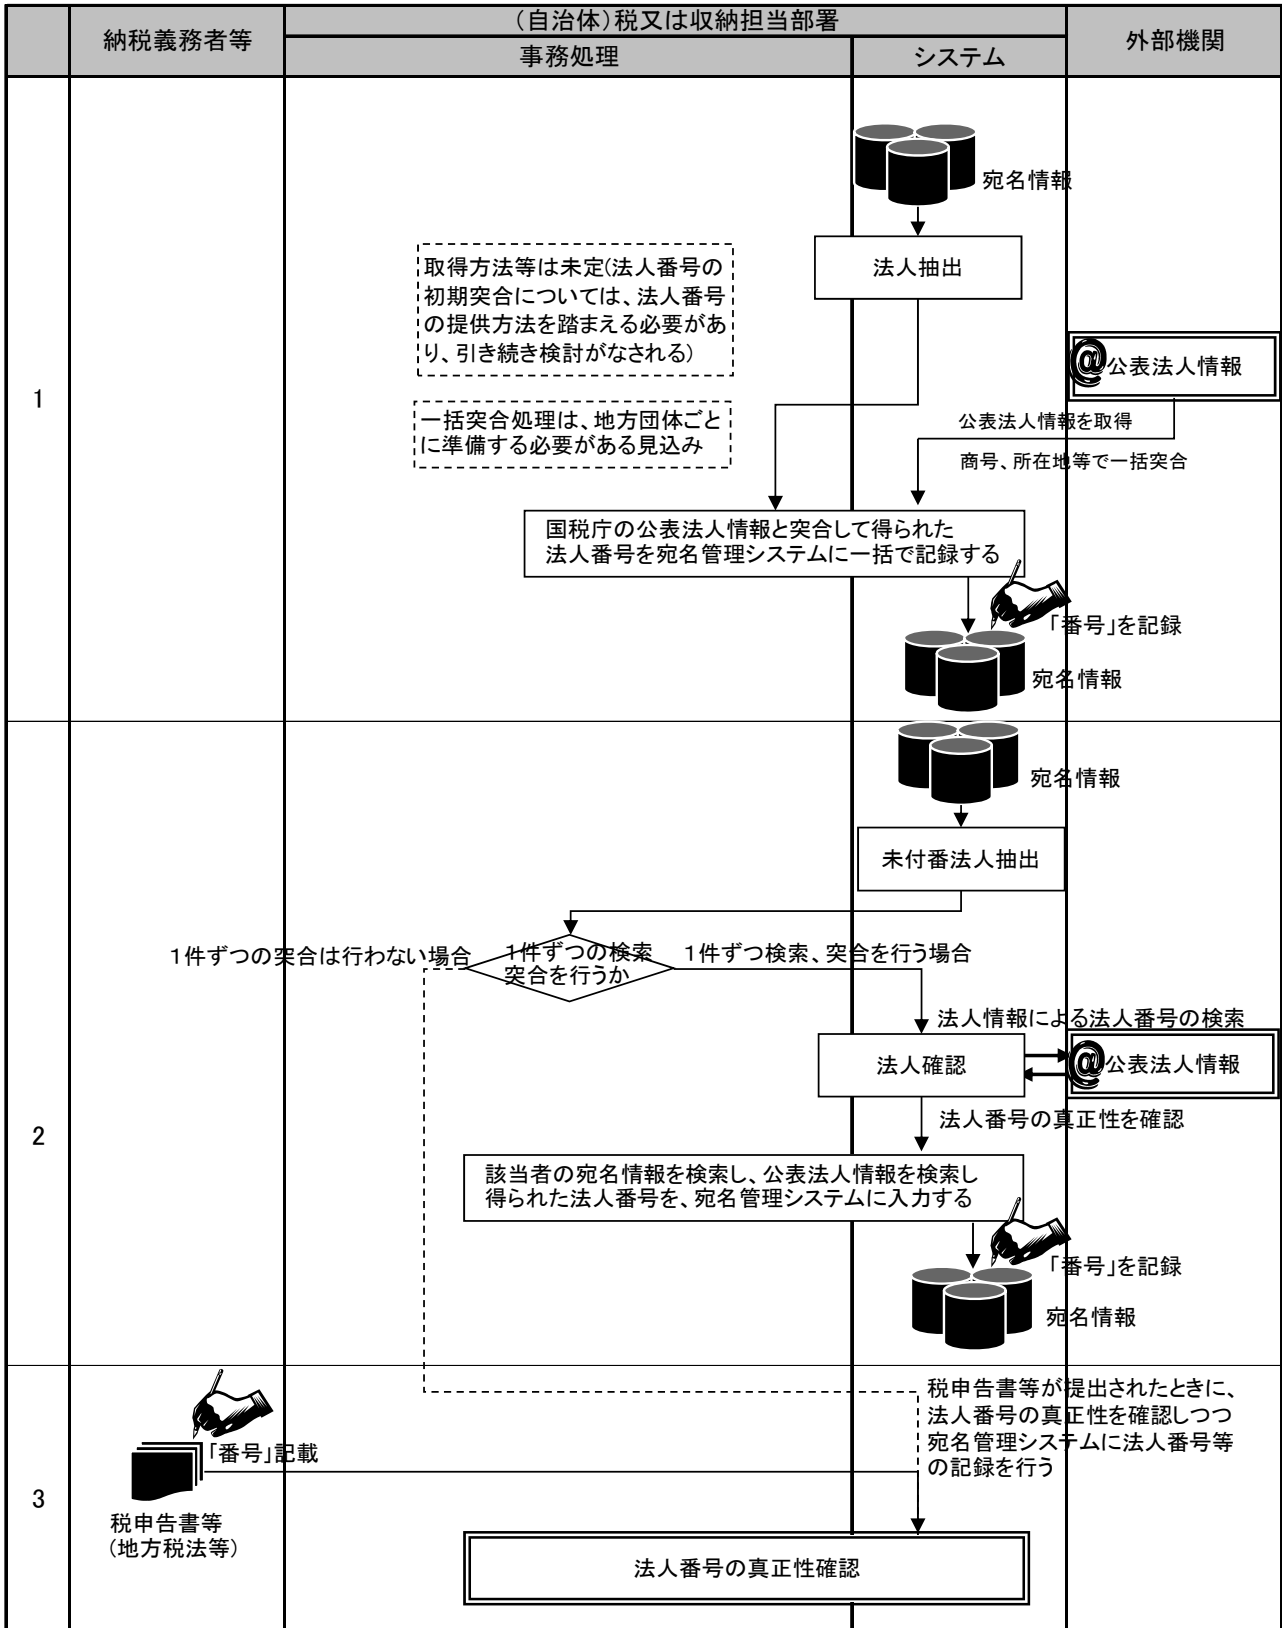 納税義務者等
(自治体)税又は収納担当部署
外部機関
事務処理
システム
1
宛名情報
法人抽出
取得方法等は未定(法人番号の
初期突合については、法人番号
の提供方法を踏まえる必要があ
り、引き続き検討がなされる)
@公表法人情報
一括突合処理は、地方団体ごと
に準備する必要がある見込み
公表法人情報を取得
商号、所在地等で一括突合
国税庁の公表法人情報と突合して得られた
法人番号を宛名管理システムに一括で記録する
「番号」を記録
宛名情報
2
宛名情報
未付番法人抽出
1件ずつの突合は行わない場合
1件ずつの検索
突合を行うか
1件ずつ検索、突合を行う場合
法人情報による法人番号の検索
法人確認
@公表法人情報
法人番号の真正性を確認
該当者の宛名情報を検索し、公表法人情報を検索し
得られた法人番号を、宛名管理システムに入力する
「番号」を記録
宛名情報
3
「番号」記載
税申告書等
(地方税法等)
税申告書等が提出されたときに、
法人番号の真正性を確認しつつ
宛名管理システムに法人番号等
の記録を行う
法人番号の真正性確認